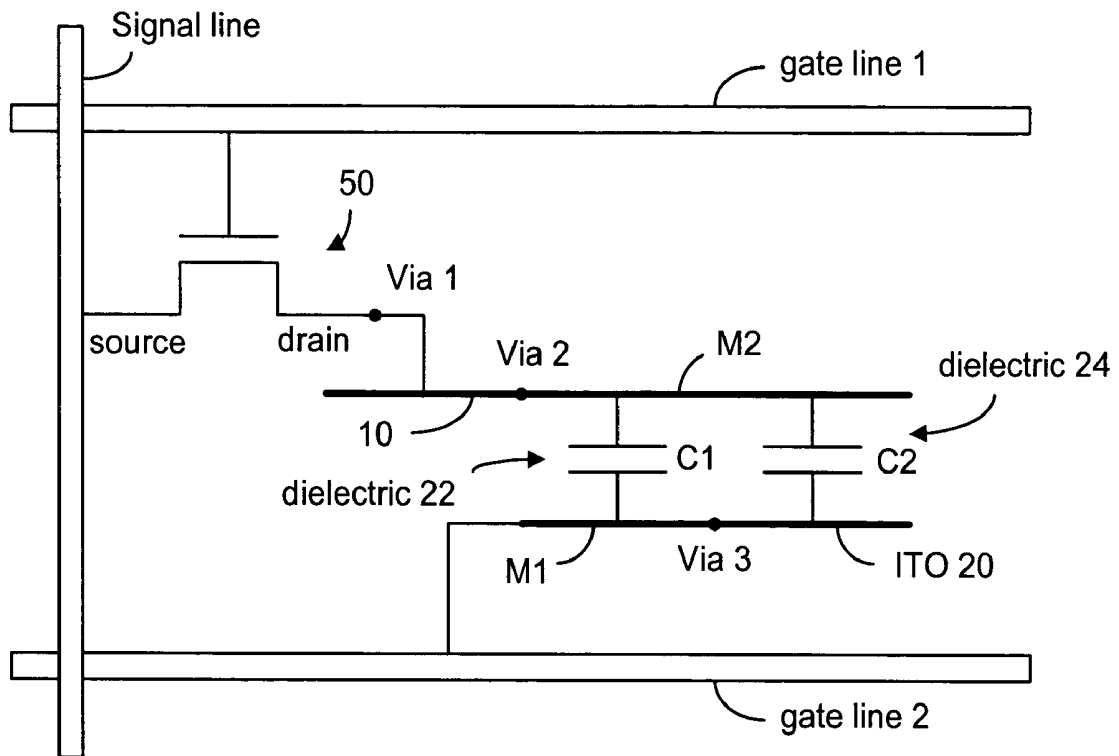 Signal line
gate line 1
50
Via 1
source
drain
Via 2
M2
dielectric 24
10
C1
C2
dielectric 22
M1
Via 3
ITO 20
gate line 2